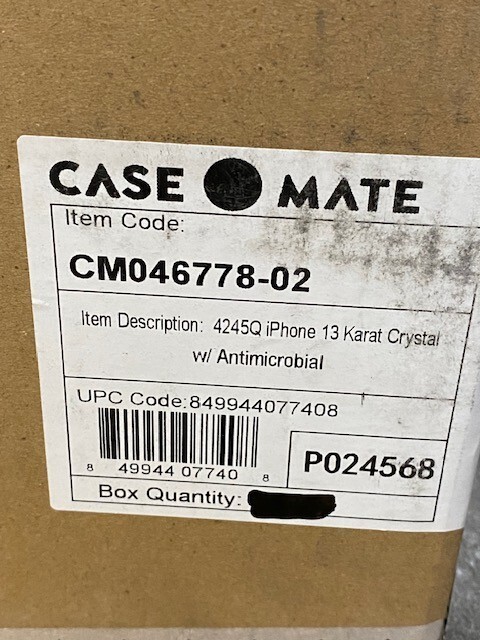 CASE MATE
Item Code:
CM046778-02
Item Description: 4245Q iPhone 13 Karat Crystal
w/ Antimicrobial
UPC Code:849944077408
8 49944 07740 8
P024568
Box Quantity: